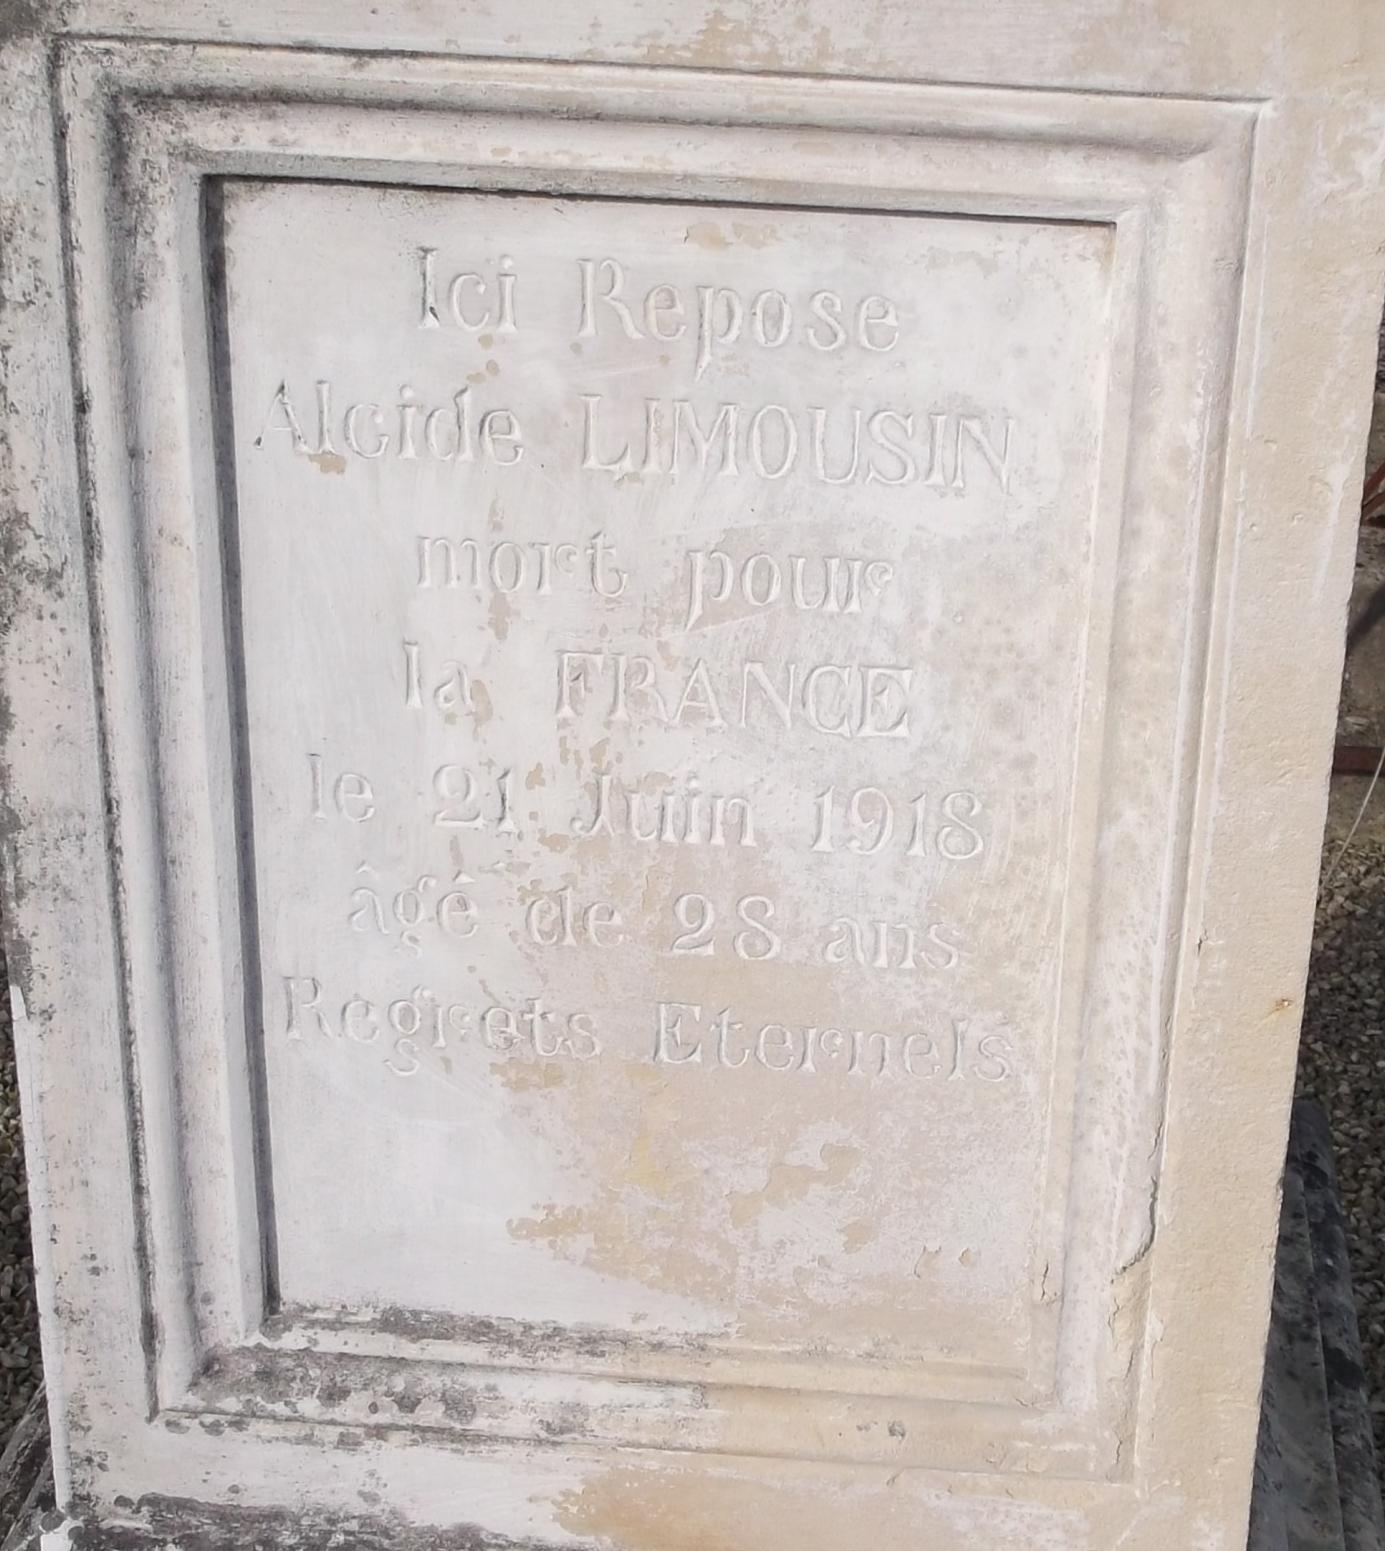 Ici Repose
Alcide LIMOUSIN
mort pour
la FRANCE
le 21 Juin 1918
âgé de 28 ans
Regrets Eternels